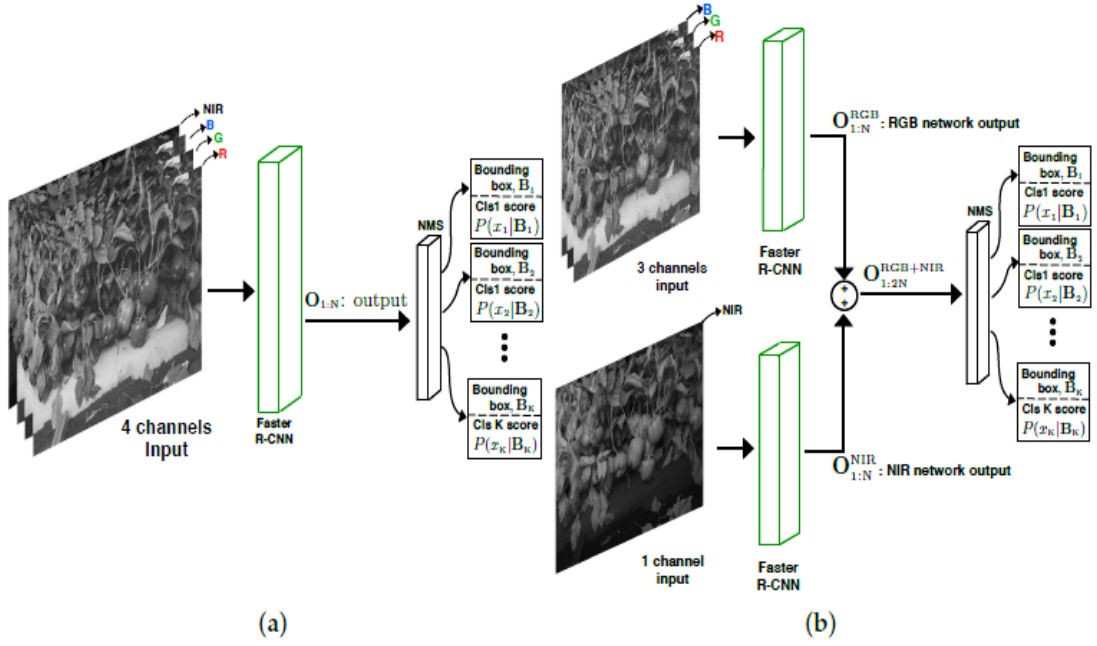 NIR
B
G
R
4 channels
Input
Faster
R-CNN
O1:N: output
NMS
Bounding
box, B1
Cls1 score
P(x1|B1)
Bounding
box, B2
Cls1 score
P(x2|B2)
Bounding
box, BK
Cls K score
P(xK|BK)
(a)
B
G
R
3 channels
input
Faster
R-CNN
O1:N^RGB : RGB network output
NIR
1 channel
input
Faster
R-CNN
O1:N^NIR : NIR network output
+
+
O1:2N^RGB+NIR
NMS
Bounding
box, B1
Cls1 score
P(x1|B1)
Bounding
box, B2
Cls1 score
P(x2|B2)
Bounding
box, BK
Cls K score
P(xK|BK)
(b)